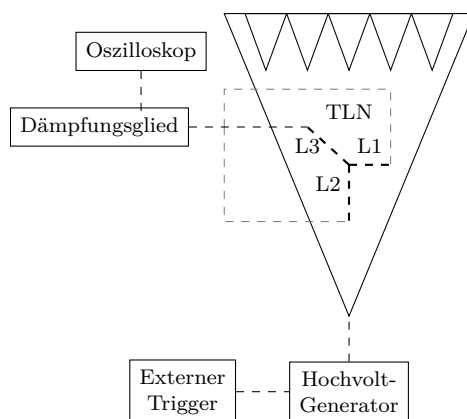 Oszilloskop
Dämpfungsglied
TLN
L3
L1
L2
Externer
Trigger
Hochvolt-
Generator